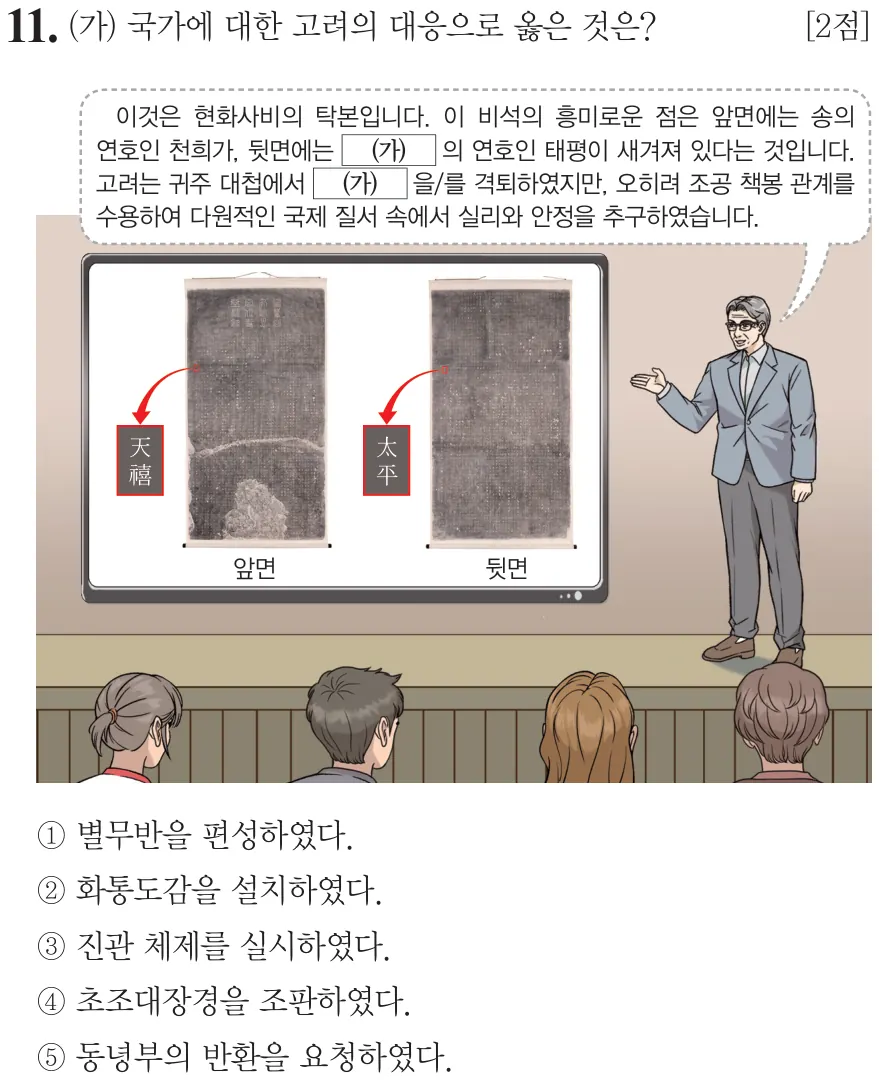 11. (가) 국가에 대한 고려의 대응으로 옳은 것은? [2점]
이것은 현화사비의 탁본입니다. 이 비석의 흥미로운 점은 앞면에는 송의
연호인 천희가, 뒷면에는 (가) 의 연호인 태평이 새겨져 있다는 것입니다.
고려는 귀주 대첩에서 (가) 을/를 격퇴하였지만, 오히려 조공 책봉 관계를
수용하여 다원적인 국제 질서 속에서 실리와 안정을 추구하였습니다.
天
禧
太
平
앞면
뒷면
① 별무반을 편성하였다.
② 화통도감을 설치하였다.
③ 진관 체제를 실시하였다.
④ 초조대장경을 조판하였다.
⑤ 동녕부의 반환을 요청하였다.